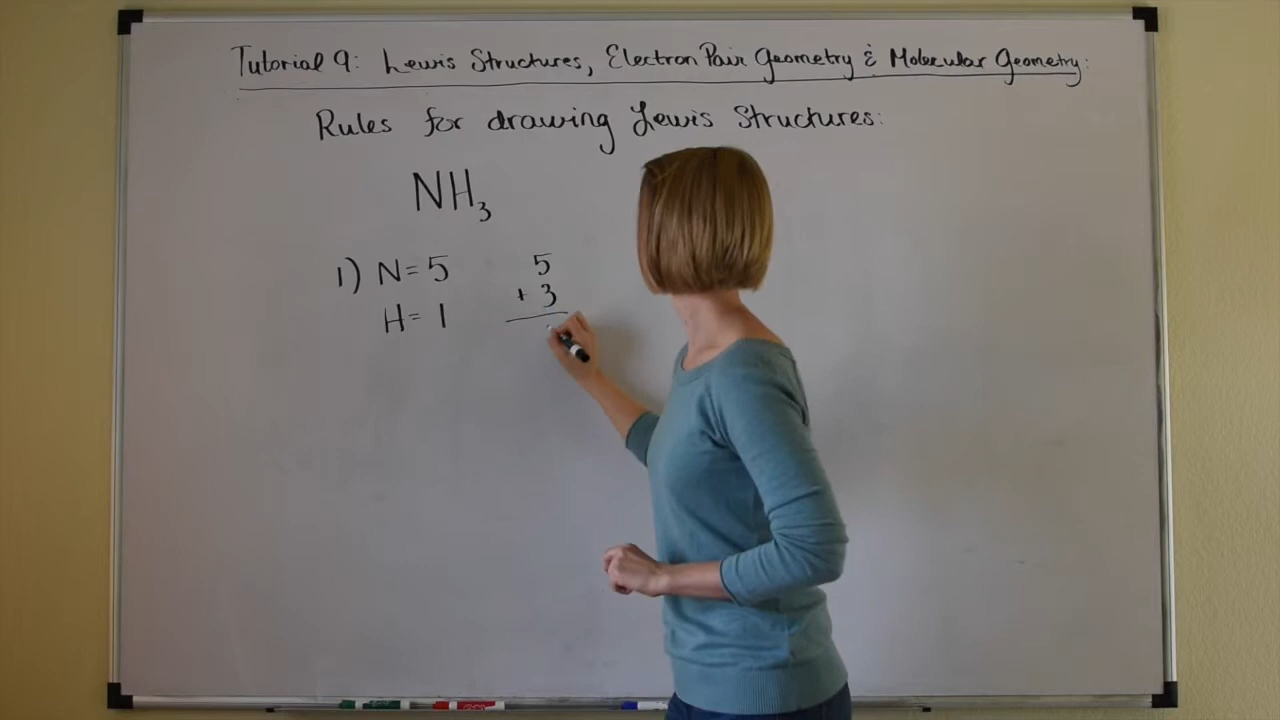 Tutorial 9: Lewis Structures, Electron Pair Geometry & Molecular Geometry:
Rules for drawing Lewis Structures:
NH₃
1) N = 5
H = 1
5
+ 3